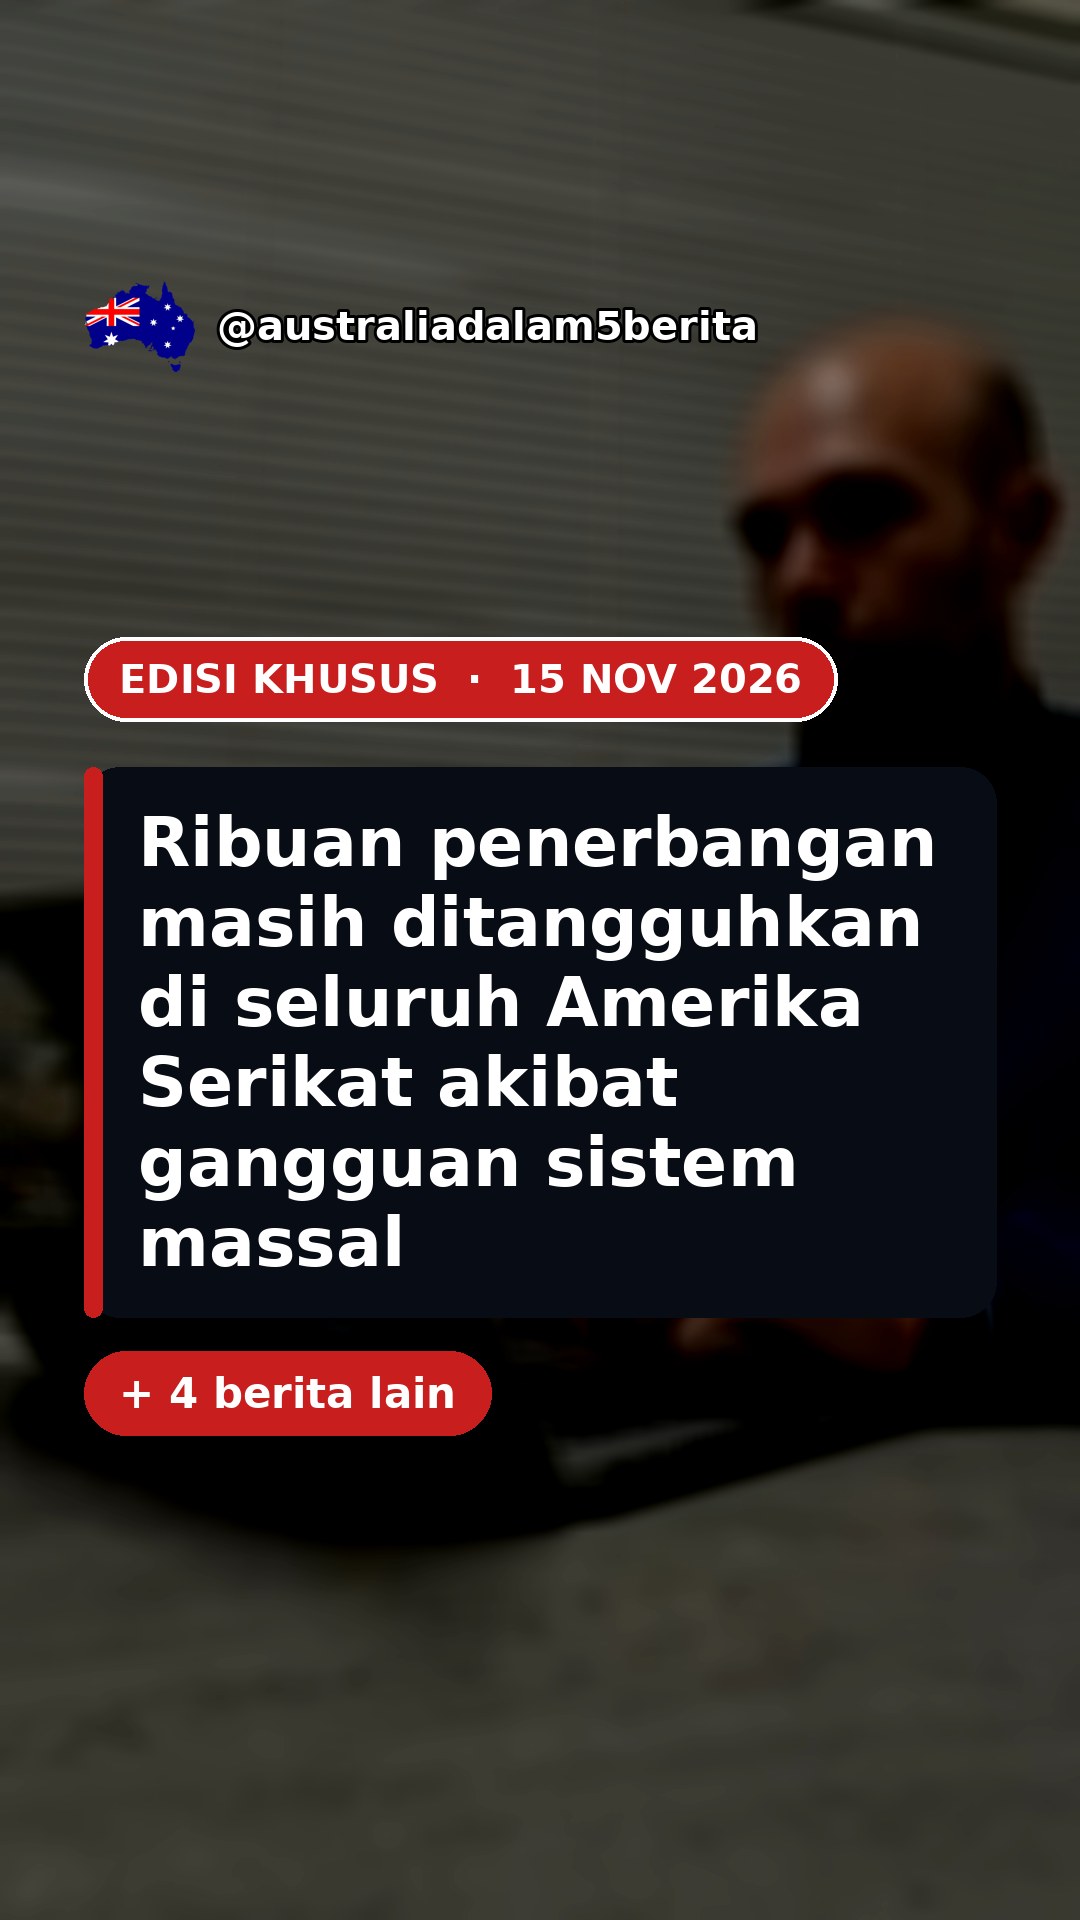 @australiadalam5berita
EDISI KHUSUS · 15 NOV 2026
Ribuan penerbangan
masih ditangguhkan
di seluruh Amerika
Serikat akibat
gangguan sistem
massal
+ 4 berita lain